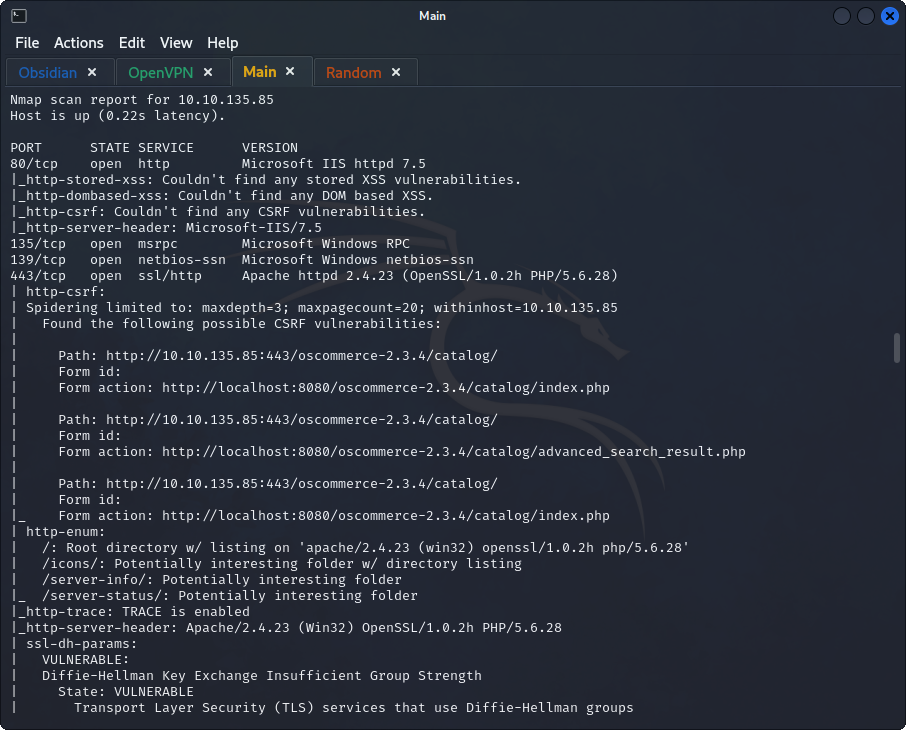 Main
File Actions Edit View Help
Obsidian OpenVPN Main Random
Nmap scan report for 10.10.135.85
Host is up (0.22s latency).
PORT STATE SERVICE VERSION
80/tcp open http Microsoft IIS httpd 7.5
|_http-stored-xss: Couldn't find any stored XSS vulnerabilities.
|_http-dombased-xss: Couldn't find any DOM based XSS.
|_http-csrf: Couldn't find any CSRF vulnerabilities.
|_http-server-header: Microsoft-IIS/7.5
135/tcp open msrpc Microsoft Windows RPC
139/tcp open netbios-ssn Microsoft Windows netbios-ssn
443/tcp open ssl/http Apache httpd 2.4.23 (OpenSSL/1.0.2h PHP/5.6.28)
| http-csrf:
| Spidering limited to: maxdepth=3; maxpagecount=20; withinhost=10.10.135.85
|   Found the following possible CSRF vulnerabilities:
|
|     Path: http://10.10.135.85:443/oscommerce-2.3.4/catalog/
|     Form id:
|     Form action: http://localhost:8080/oscommerce-2.3.4/catalog/index.php
|
|     Path: http://10.10.135.85:443/oscommerce-2.3.4/catalog/
|     Form id:
|     Form action: http://localhost:8080/oscommerce-2.3.4/catalog/advanced_search_result.php
|
|     Path: http://10.10.135.85:443/oscommerce-2.3.4/catalog/
|     Form id:
|_    Form action: http://localhost:8080/oscommerce-2.3.4/catalog/index.php
| http-enum:
|   /: Root directory w/ listing on 'apache/2.4.23 (win32) openssl/1.0.2h php/5.6.28'
|   /icons/: Potentially interesting folder w/ directory listing
|   /server-info/: Potentially interesting folder
|_  /server-status/: Potentially interesting folder
|_http-trace: TRACE is enabled
|_http-server-header: Apache/2.4.23 (Win32) OpenSSL/1.0.2h PHP/5.6.28
| ssl-dh-params:
|   VULNERABLE:
|   Diffie-Hellman Key Exchange Insufficient Group Strength
|     State: VULNERABLE
|       Transport Layer Security (TLS) services that use Diffie-Hellman groups